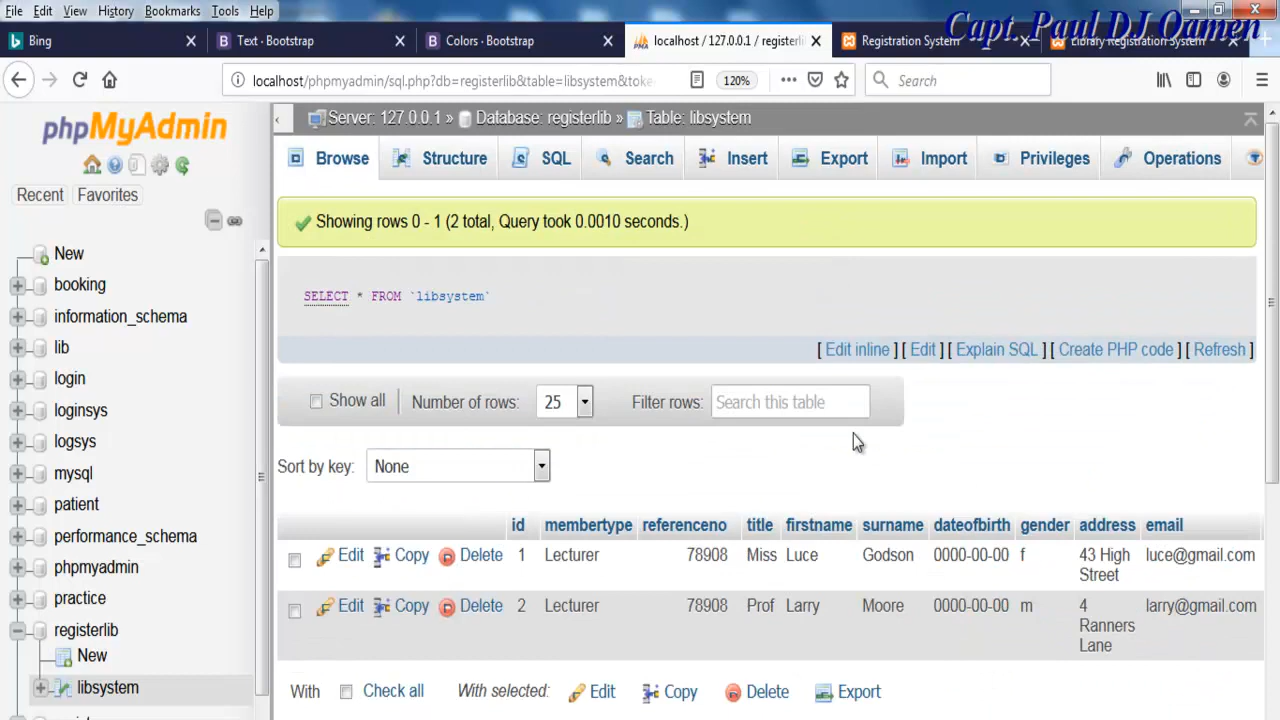 File Edit View History Bookmarks Tools Help
Capt. Paul DJ Oamen
Bing
Text · Bootstrap
Colors · Bootstrap
localhost / 127.0.0.1 / registerli
Registration System
Library Registration System
localhost/phpmyadmin/sql.php?db=registerlib&table=libsystem&toke
120%
Search
phpMyAdmin
Recent Favorites
New
booking
information_schema
lib
login
loginsys
logsys
mysql
patient
performance_schema
phpmyadmin
practice
registerlib
New
libsystem
Server: 127.0.0.1 » Database: registerlib » Table: libsystem
Browse Structure SQL Search Insert Export Import Privileges Operations
Showing rows 0 - 1 (2 total, Query took 0.0010 seconds.)
SELECT * FROM `libsystem`
[ Edit inline ] [ Edit ] [ Explain SQL ] [ Create PHP code ] [ Refresh ]
Show all Number of rows: 25 Filter rows: Search this table
Sort by key: None
id membertype referenceno title firstname surname dateofbirth gender address email
Edit Copy Delete 1 Lecturer 78908 Miss Luce Godson 0000-00-00 f 43 High luce@gmail.com
Street
Edit Copy Delete 2 Lecturer 78908 Prof Larry Moore 0000-00-00 m 4 larry@gmail.com
Ranners
Lane
With Check all With selected: Edit Copy Delete Export